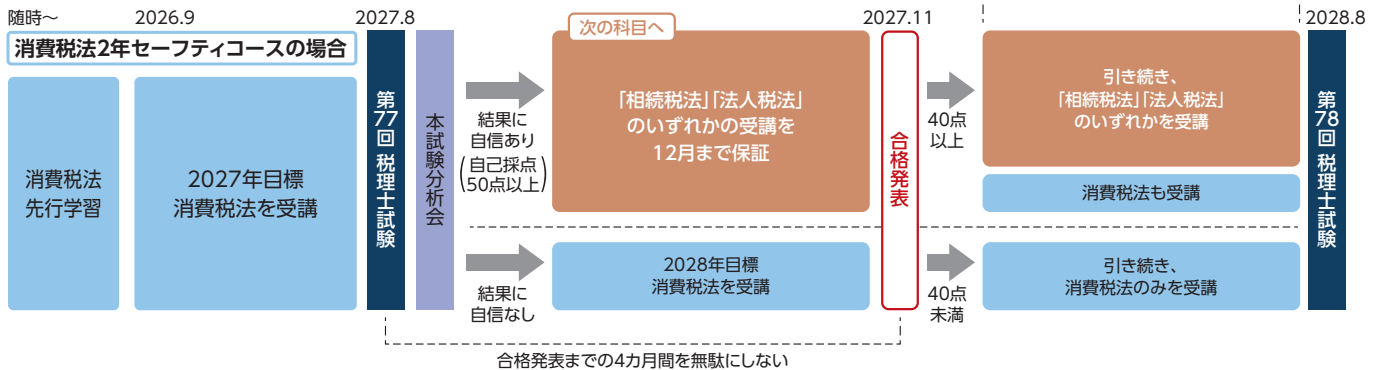 随時～
2026.9
2027.8
2027.11
2028.8
消費税法2年セーフティコースの場合
消費税法
先行学習
2027年目標
消費税法を受講
第77回 税理士試験
本試験分析会
結果に
自信あり
(自己採点
50点以上)
次の科目へ
「相続税法」「法人税法」
のいずれかの受講を
12月まで保証
合格発表
40点
以上
引き続き、
「相続税法」「法人税法」
のいずれかを受講
消費税法も受講
第78回 税理士試験
結果に
自信なし
2028年目標
消費税法を受講
40点
未満
引き続き、
消費税法のみを受講
合格発表までの4カ月間を無駄にしない